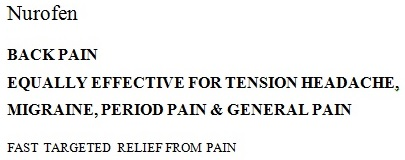 Nurofen
BACK PAIN
EQUALLY EFFECTIVE FOR TENSION HEADACHE,
MIGRAINE, PERIOD PAIN & GENERAL PAIN
FAST TARGETED RELIEF FROM PAIN